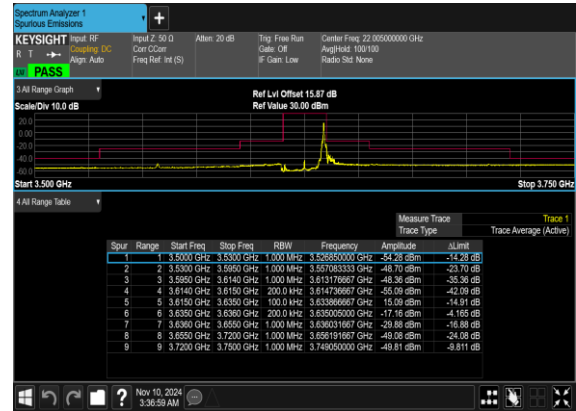 Spectrum Analyzer 1
Spurious Emissions
KEYSIGHT
R T
PASS
Input: RF
Coupling: DC
Align: Auto
Input Z: 50 Ω
Corr CCorr
Freq Ref: Int (S)
Atten: 20 dB
Trig: Free Run
Gate: Off
IF Gain: Low
Center Freq: 22.005000000 GHz
Avg|Hold: 100/100
Radio Std: None
3 All Range Graph
Scale/Div 10.0 dB
Ref Lvl Offset 15.87 dB
Ref Value 30.00 dBm
20.0
0.00
-20.0
-40.0
-60.0
Start 3.500 GHz
Stop 3.750 GHz
4 All Range Table
Measure Trace Trace 1
Trace Type Trace Average (Active)
Spur Range Start Freq Stop Freq RBW Frequency Amplitude ΔLimit
1 1 3.5000 GHz 3.5300 GHz 1.000 MHz 3.526850000 GHz -54.28 dBm -14.28 dB
2 2 3.5300 GHz 3.5950 GHz 1.000 MHz 3.557083333 GHz -48.70 dBm -23.70 dB
3 3 3.5950 GHz 3.6140 GHz 1.000 MHz 3.613176667 GHz -48.36 dBm -35.36 dB
4 4 3.6140 GHz 3.6150 GHz 200.0 kHz 3.614736667 GHz -55.09 dBm -42.09 dB
5 5 3.6150 GHz 3.6350 GHz 100.0 kHz 3.633866667 GHz 15.09 dBm -14.91 dB
6 6 3.6350 GHz 3.6360 GHz 200.0 kHz 3.635005000 GHz -17.16 dBm -4.165 dB
7 7 3.6360 GHz 3.6550 GHz 1.000 MHz 3.636031667 GHz -29.88 dBm -16.88 dB
8 8 3.6550 GHz 3.7200 GHz 1.000 MHz 3.656191667 GHz -49.08 dBm -24.08 dB
9 9 3.7200 GHz 3.7500 GHz 1.000 MHz 3.749050000 GHz -49.81 dBm -9.811 dB
Nov 10, 2024
3:36:59 AM